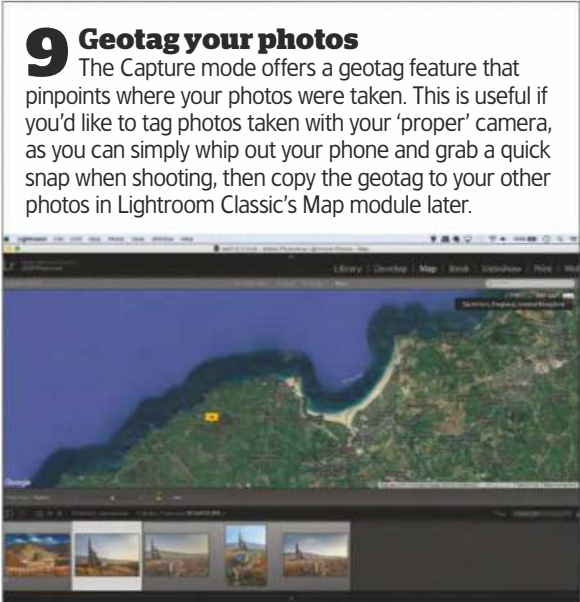 9 Geotag your photos
The Capture mode offers a geotag feature that
pinpoints where your photos were taken. This is useful if
you’d like to tag photos taken with your ‘proper’ camera,
as you can simply whip out your phone and grab a quick
snap when shooting, then copy the geotag to your other
photos in Lightroom Classic’s Map module later.
Library Develop Map Book Slideshow Print
England, United Kingdom
Google